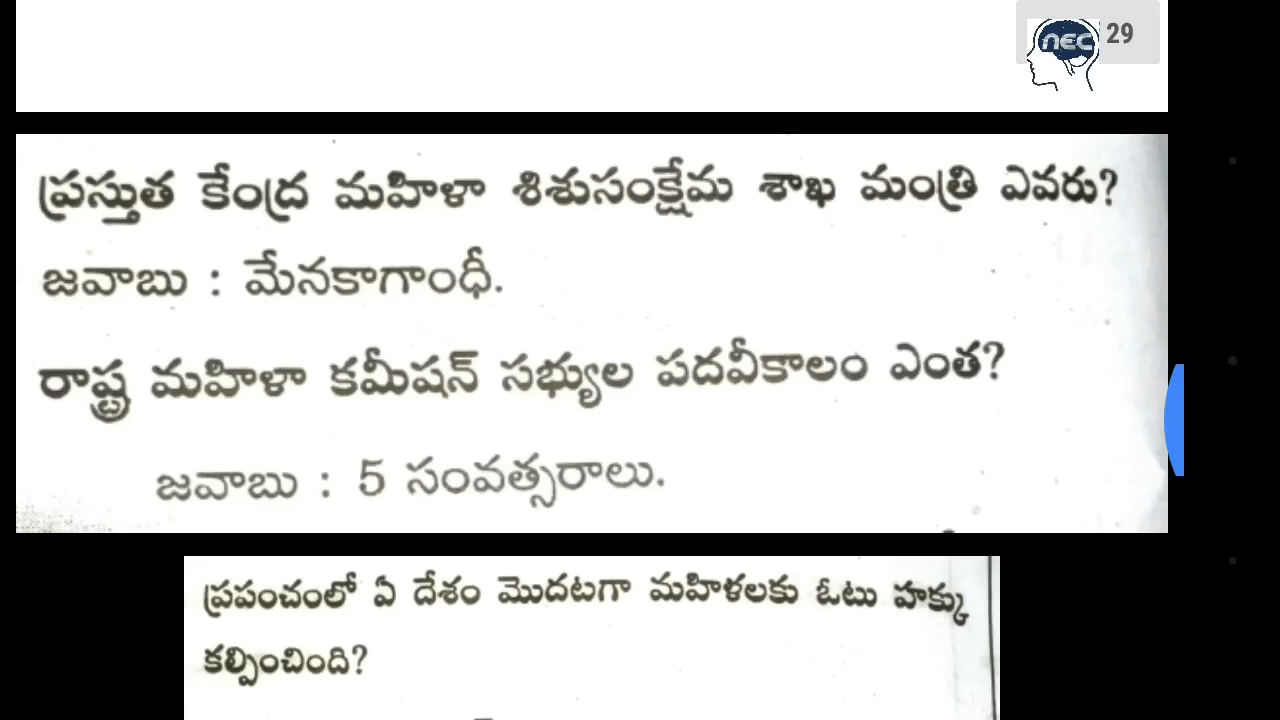 nec 29
ప్రస్తుత కేంద్ర మహిళా శిశుసంక్షేమ శాఖ మంత్రి ఎవరు?
జవాబు : మేనకాగాంధీ.
రాష్ట్ర మహిళా కమీషన్ సభ్యుల పదవీకాలం ఎంత?
జవాబు : 5 సంవత్సరాలు.
ప్రపంచంలో ఏ దేశం మొదటగా మహిళలకు ఓటు హక్కు
కల్పించింది?